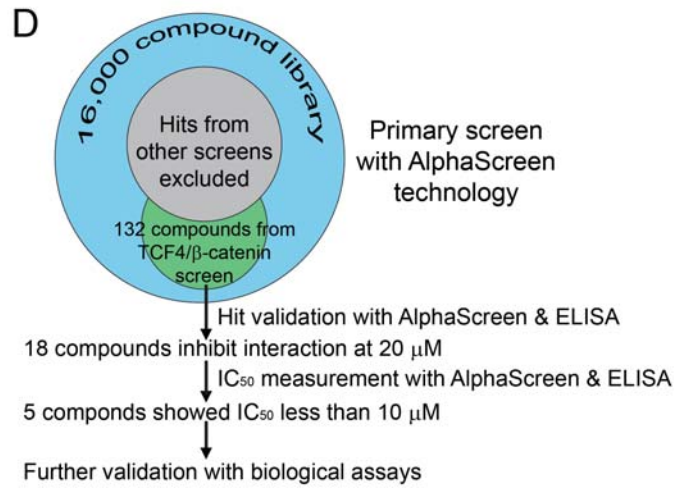 D
16,000 compound library
Hits from
other screens
excluded
Primary screen
with AlphaScreen
technology
132 compounds from
TCF4/β-catenin
screen
Hit validation with AlphaScreen & ELISA
18 compounds inhibit interaction at 20 μM
IC₅₀ measurement with AlphaScreen & ELISA
5 componds showed IC₅₀ less than 10 μM
Further validation with biological assays